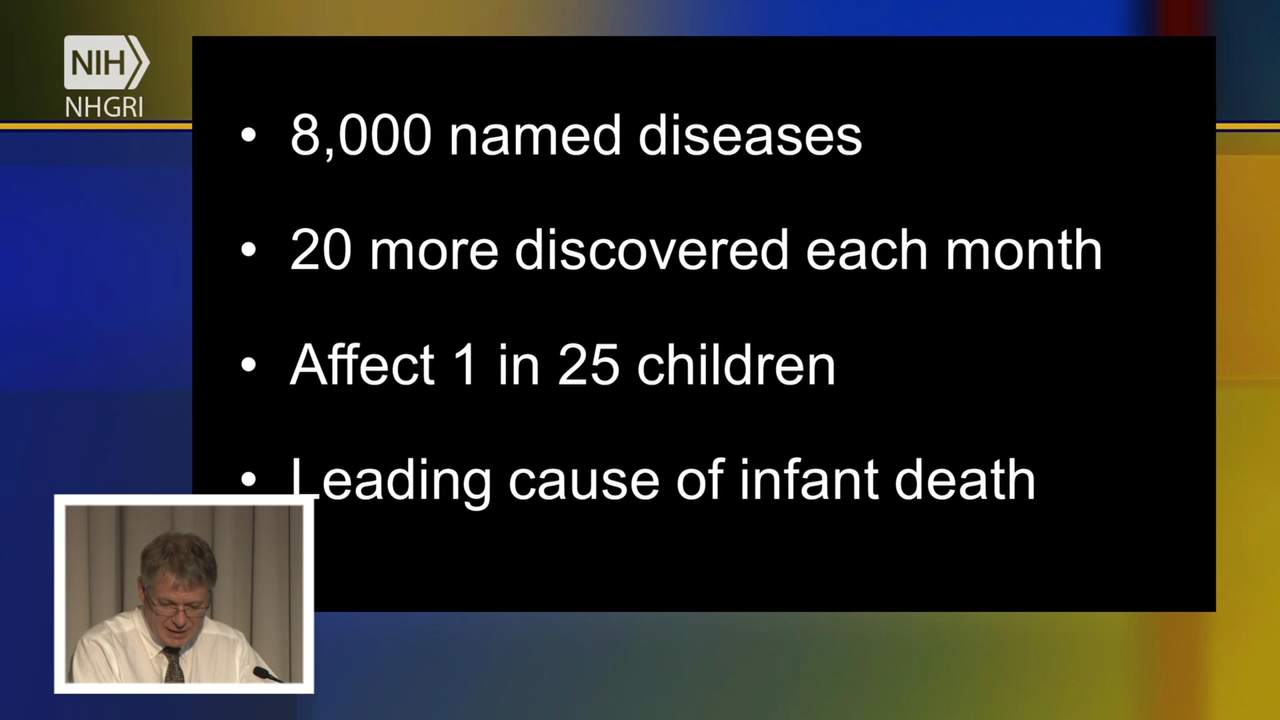 NIH
NHGRI
• 8,000 named diseases
• 20 more discovered each month
• Affect 1 in 25 children
• Leading cause of infant death